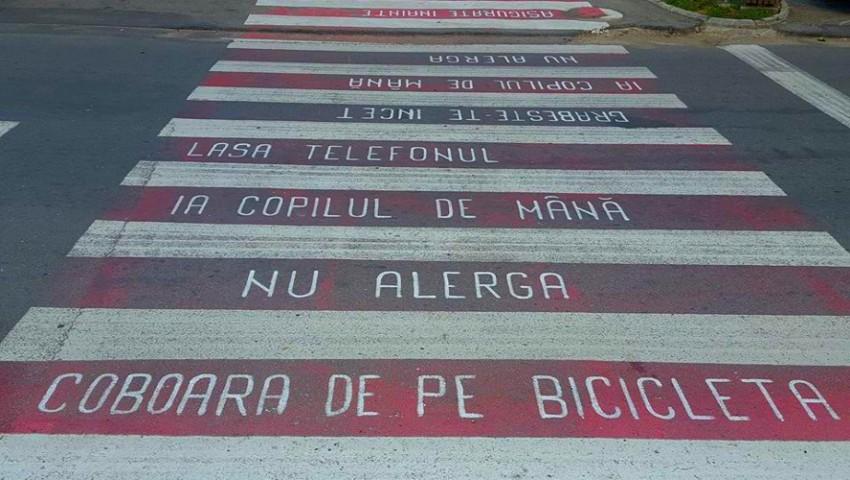 ASIGURATE INAINTE
NU ALERGA
IA COPILUL DE MÂNĂ
GRABESTE-TE INCET
LASA TELEFONUL
IA COPILUL DE MÂNĂ
NU ALERGA
COBOARA DE PE BICICLETA